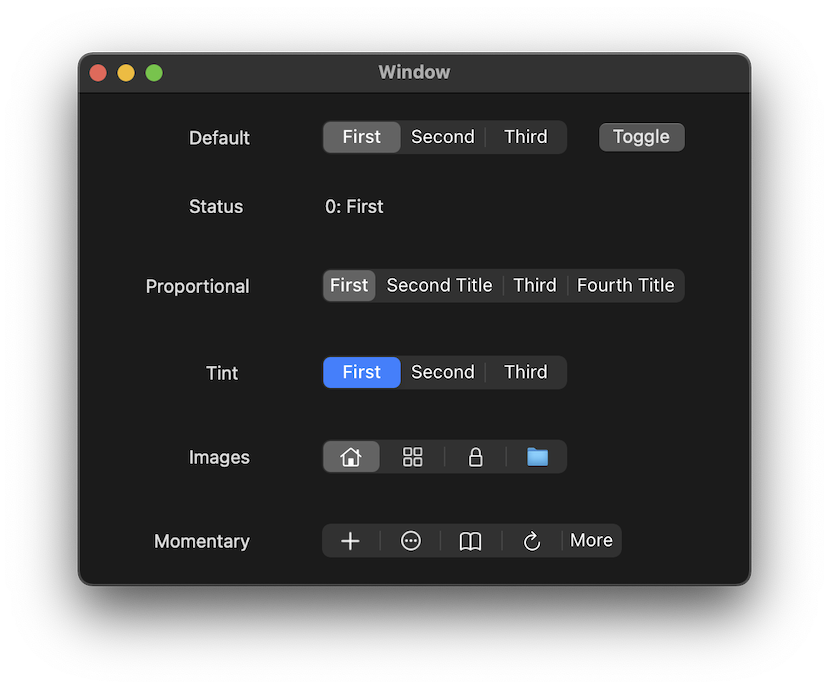 Window
Default First Second Third Toggle
Status 0: First
Proportional First Second Title Third Fourth Title
Tint First Second Third
Images
Momentary More